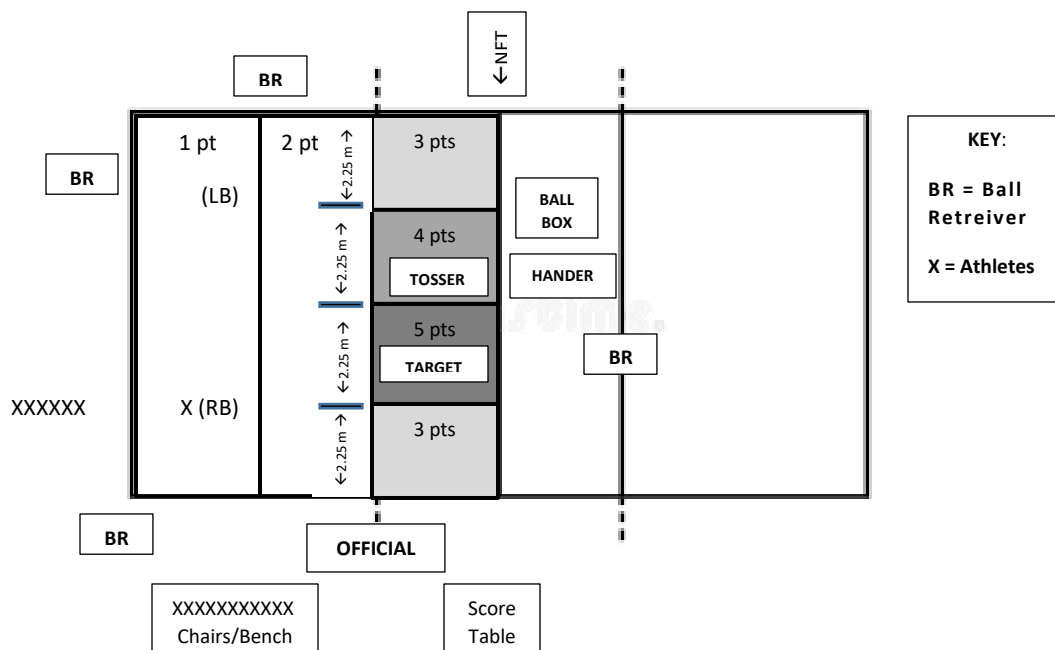 ←NFT
BR
1 pt
2 pt
3 pts
←2.25 m→
KEY:
BR
BR = Ball
Retreiver
X = Athletes
(LB)
BALL
BOX
4 pts
←2.25 m→
TOSSER
HANDER
5 pts
←2.25 m→
TARGET
BR
XXXXXX
X (RB)
3 pts
←2.25 m→
BR
OFFICIAL
XXXXXXXXXXX
Chairs/Bench
Score
Table